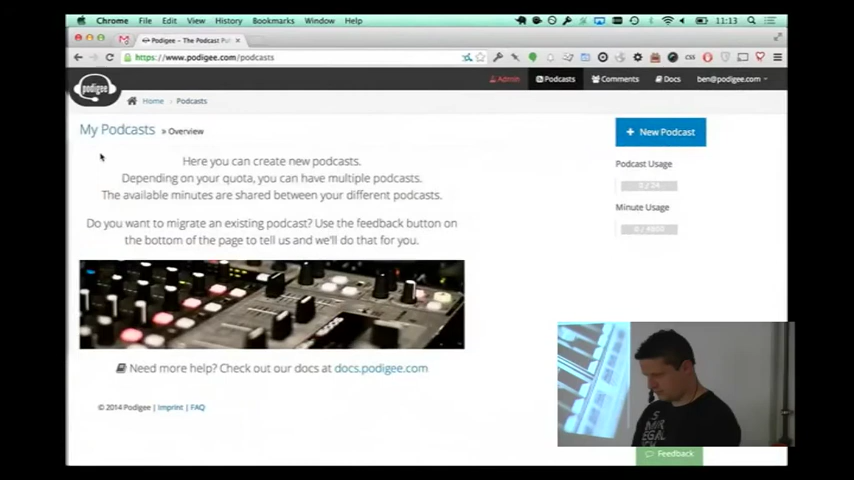 Chrome File Edit View History Bookmarks Window Help 11:13
Podigee – The Podcast Pu
https://www.podigee.com/podcasts
podigee
Admin Podcasts Comments Docs ben@podigee.com
Home Podcasts
My Podcasts » Overview
+ New Podcast
Here you can create new podcasts.
Depending on your quota, you can have multiple podcasts.
The available minutes are shared between your different podcasts.
Podcast Usage
0 / 24
Minute Usage
Do you want to migrate an existing podcast? Use the feedback button on
the bottom of the page to tell us and we'll do that for you.
Need more help? Check out our docs at docs.podigee.com
© 2014 Podigee | Imprint | FAQ
Feedback